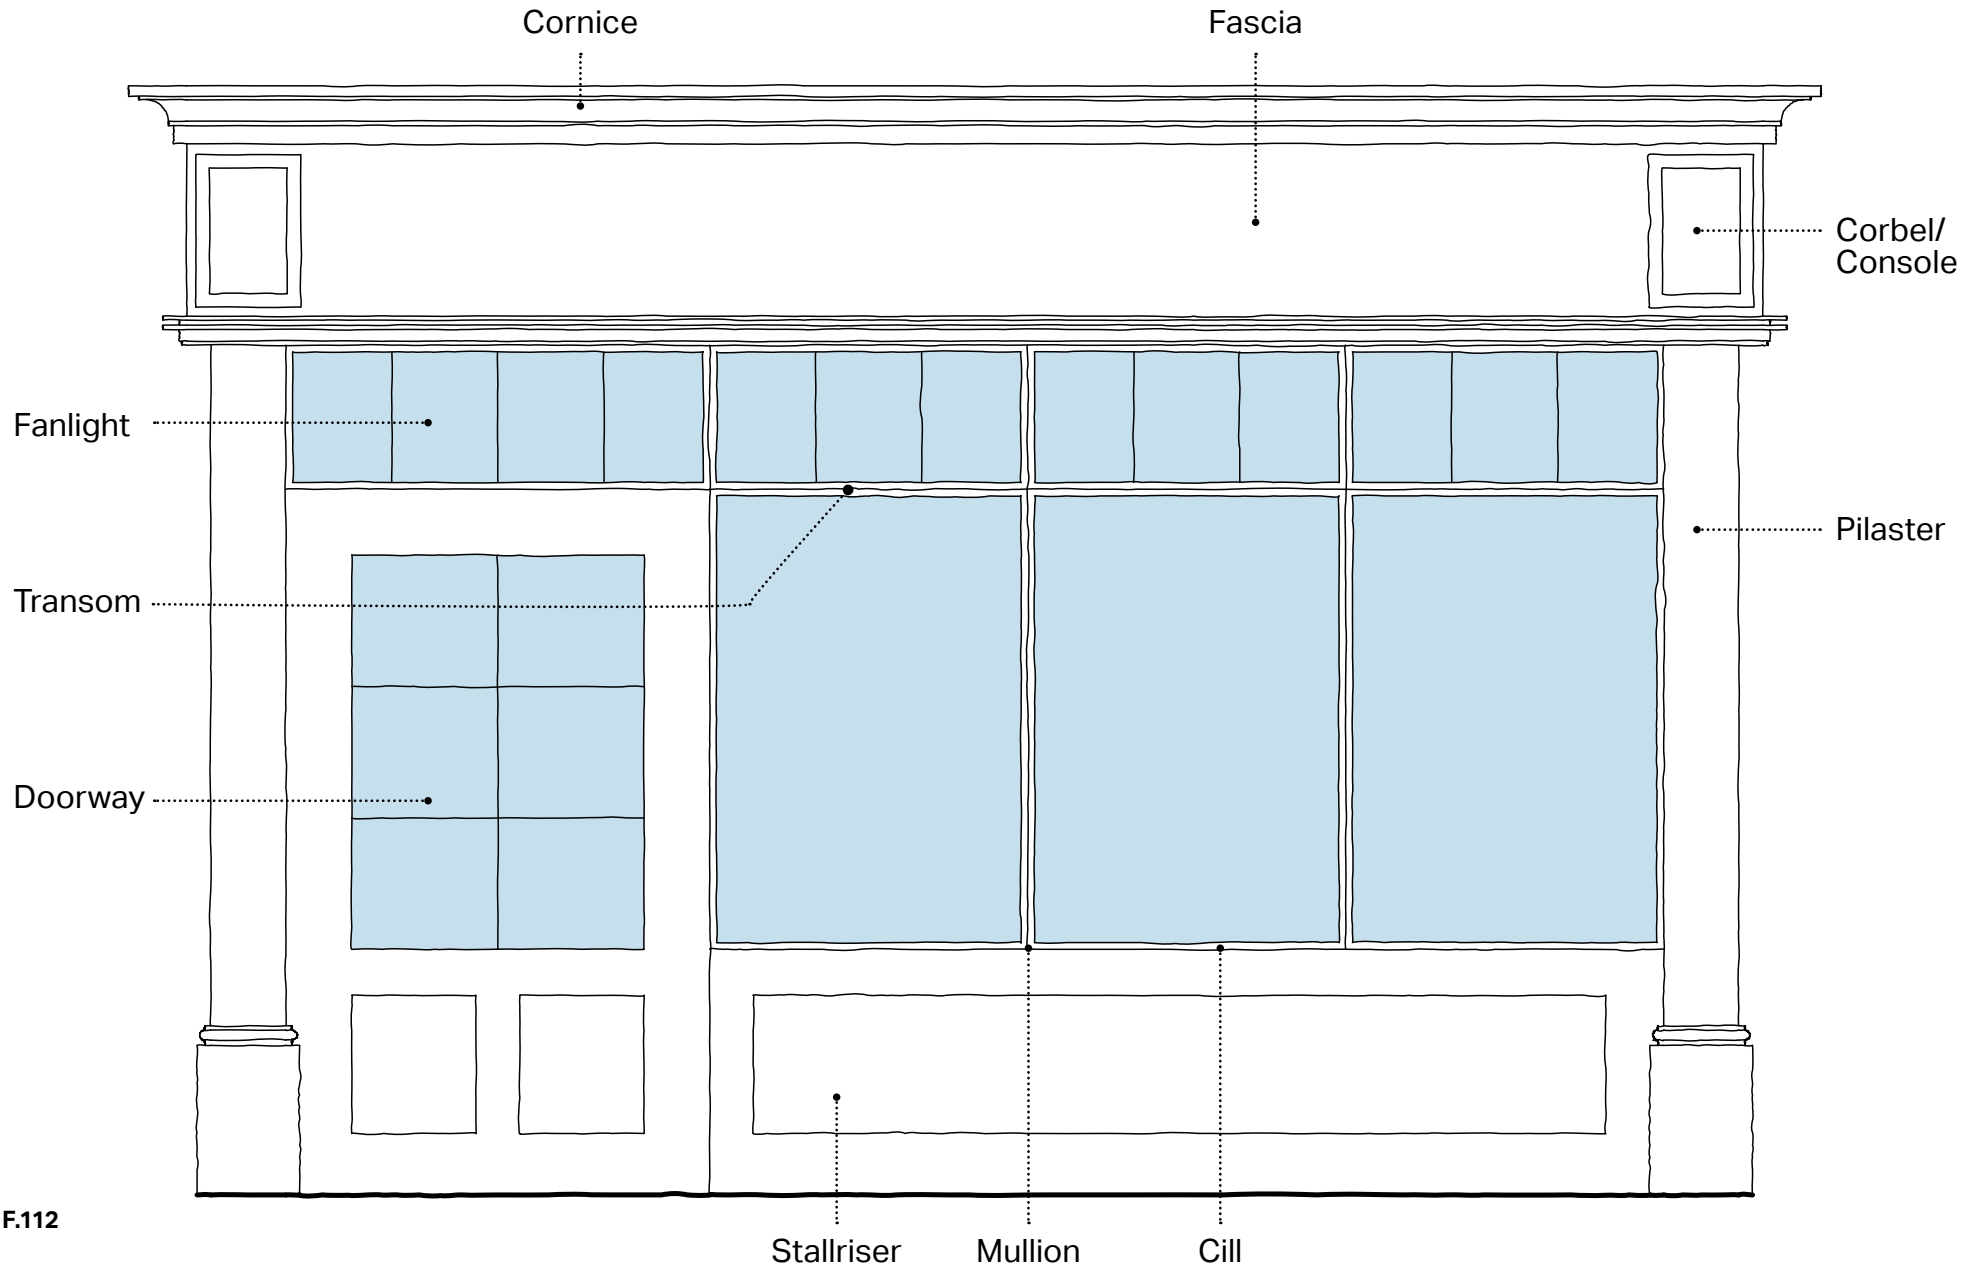 Cornice
Fascia
Corbel/
Console
Fanlight
Pilaster
Transom
Doorway
F.112
Stallriser
Mullion
Cill